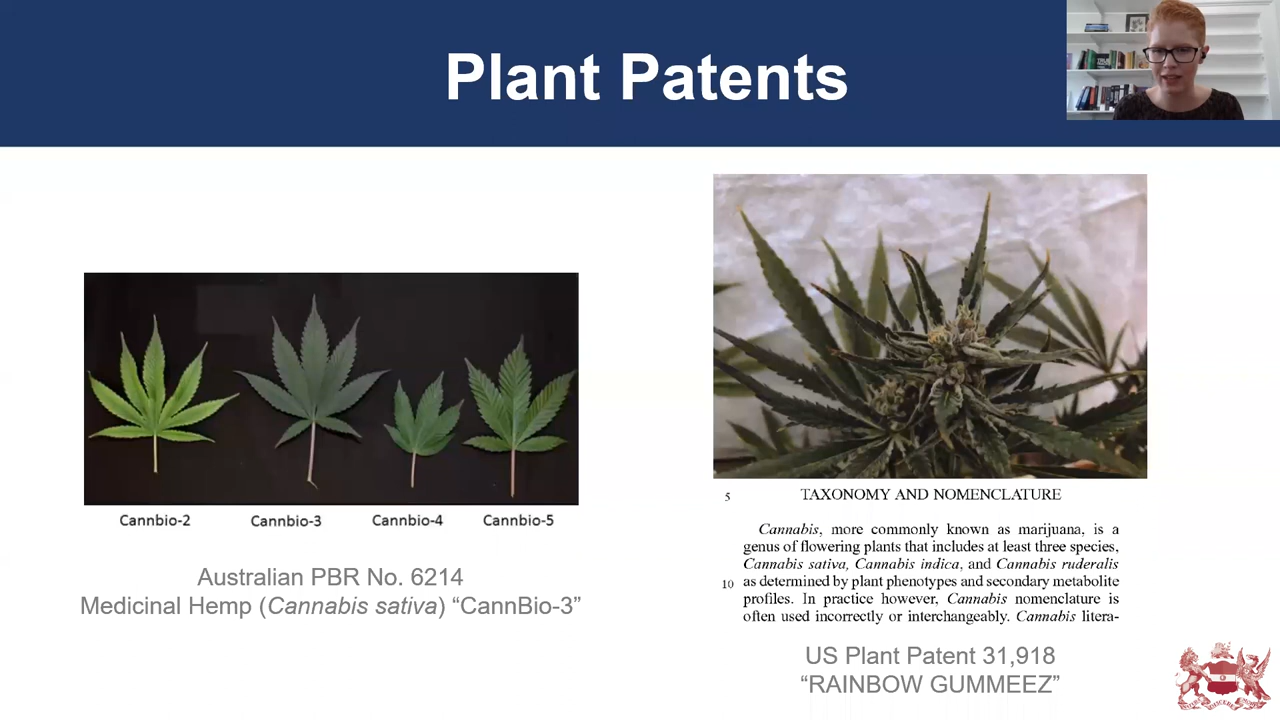 Plant Patents
Cannbio-2 Cannbio-3 Cannbio-4 Cannbio-5
Australian PBR No. 6214
Medicinal Hemp (Cannabis sativa) “CannBio-3”
5 TAXONOMY AND NOMENCLATURE
Cannabis, more commonly known as marijuana, is a
genus of flowering plants that includes at least three species,
Cannabis sativa, Cannabis indica, and Cannabis ruderalis
10 as determined by plant phenotypes and secondary metabolite
profiles. In practice however, Cannabis nomenclature is
often used incorrectly or interchangeably. Cannabis litera-
US Plant Patent 31,918
“RAINBOW GUMMEEZ”